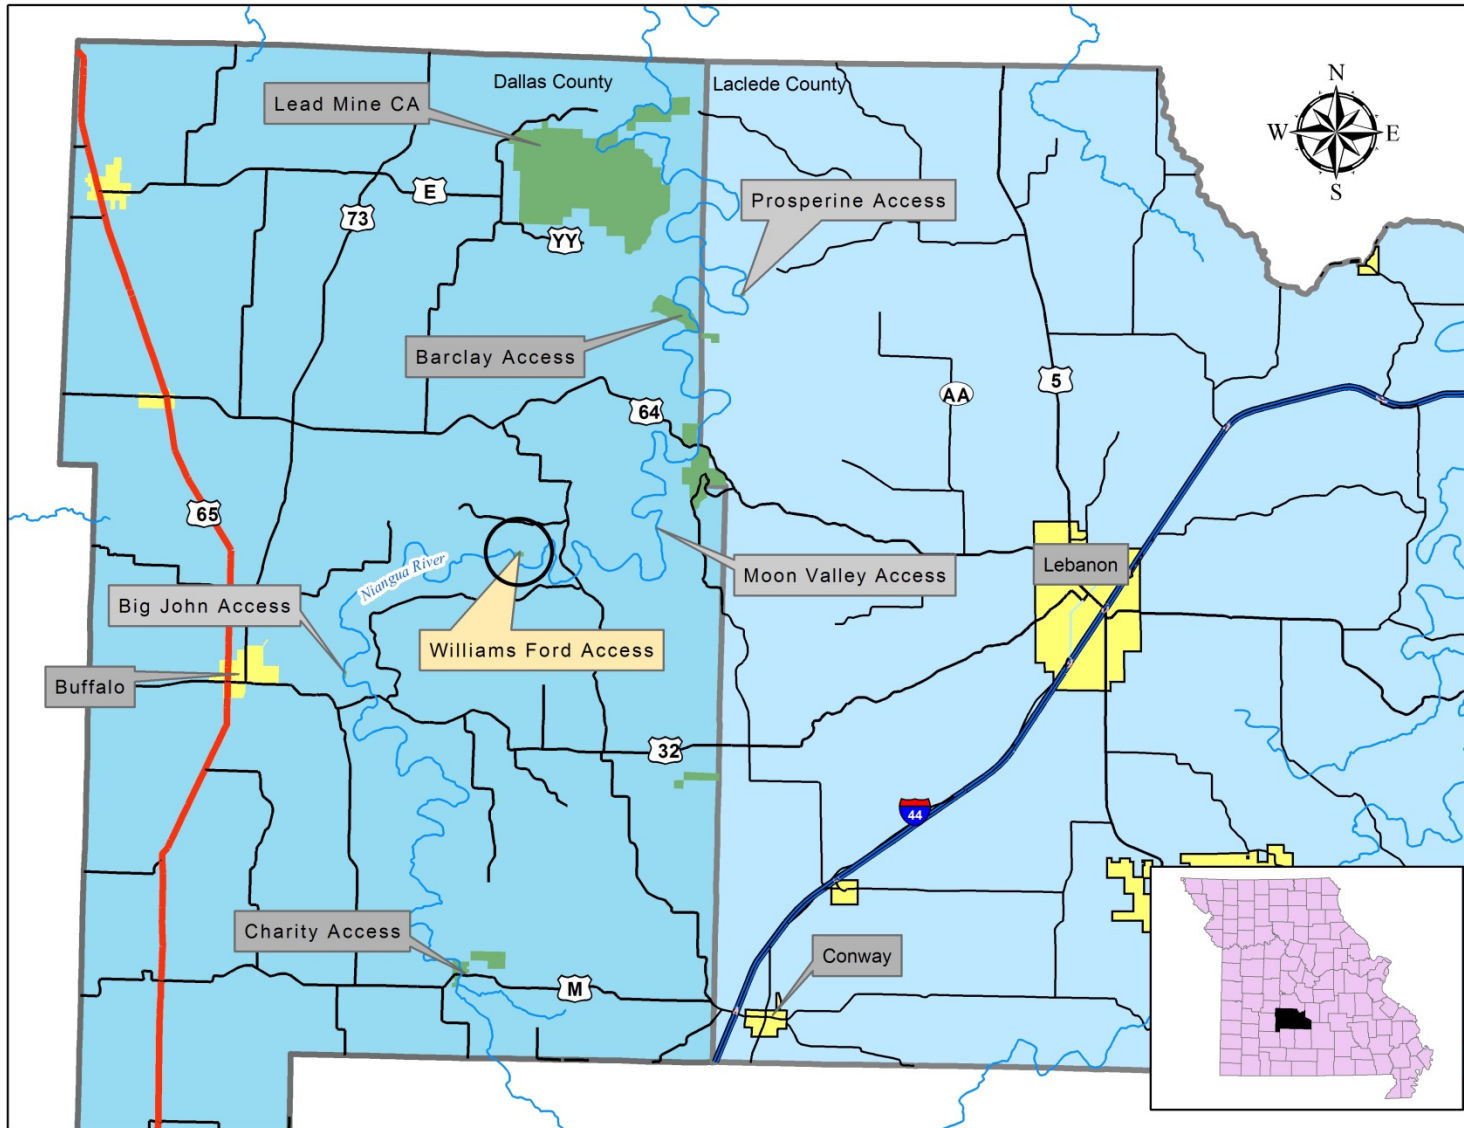 Dallas County
Laclede County
Lead Mine CA
N
W
E
S
E
73
Prosperine Access
YY
Barclay Access
5
AA
64
65
Niangua River
Moon Valley Access
Lebanon
Big John Access
Williams Ford Access
Buffalo
32
44
Charity Access
Conway
M